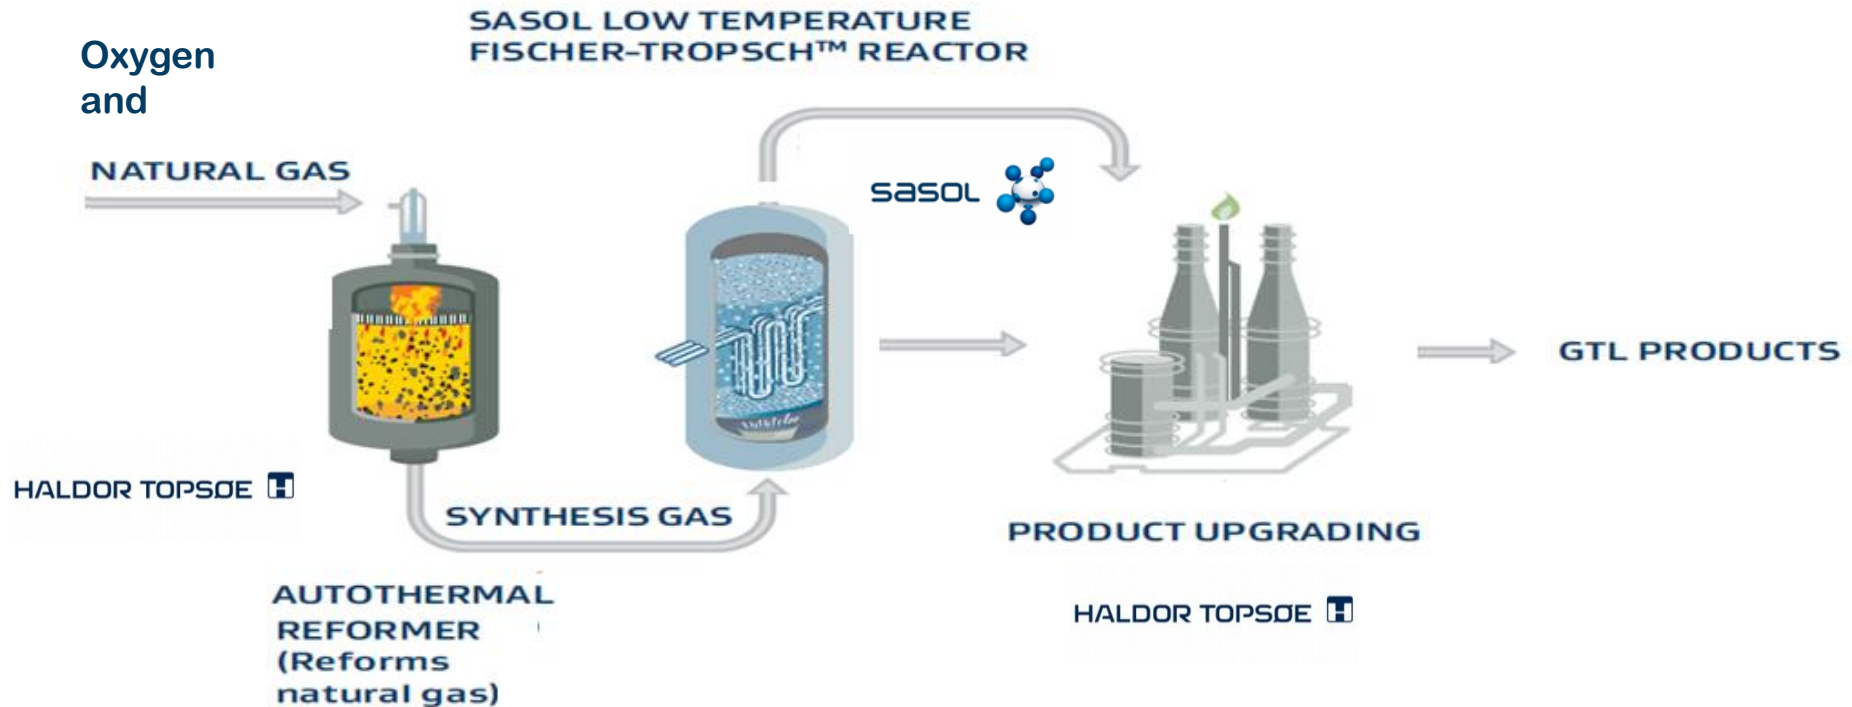 SASOL LOW TEMPERATURE
FISCHER-TROPSCH™ REACTOR
Oxygen
and
NATURAL GAS
sasol
GTL PRODUCTS
HALDOR TOPSØE H
SYNTHESIS GAS
PRODUCT UPGRADING
AUTOTHERMAL
REFORMER
(Reforms
natural gas)
HALDOR TOPSØE H